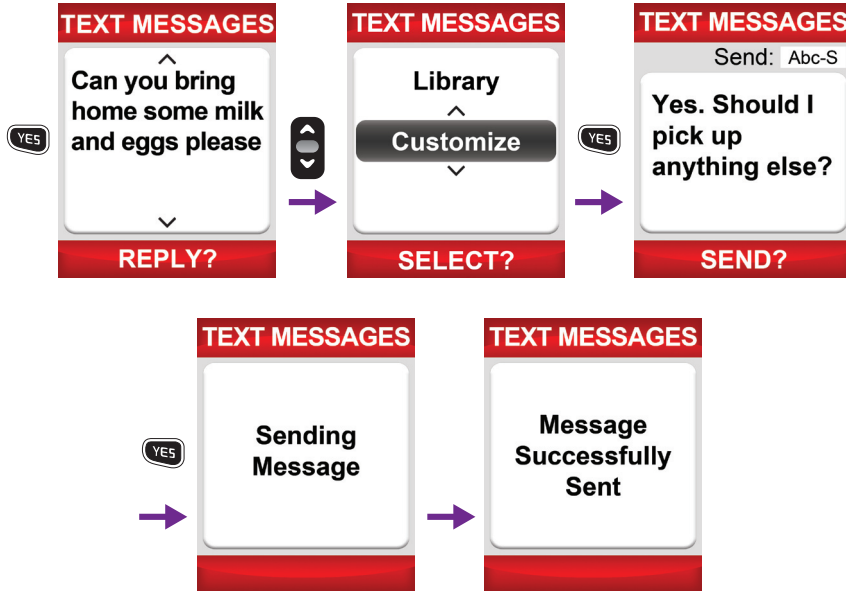 TEXT MESSAGES
Can you bring
home some milk
and eggs please
REPLY?
YES
TEXT MESSAGES
Library
Customize
SELECT?
YES
TEXT MESSAGES
Send: Abc-S
Yes. Should I
pick up
anything else?
SEND?
YES
TEXT MESSAGES
Sending
Message
TEXT MESSAGES
Message
Successfully
Sent